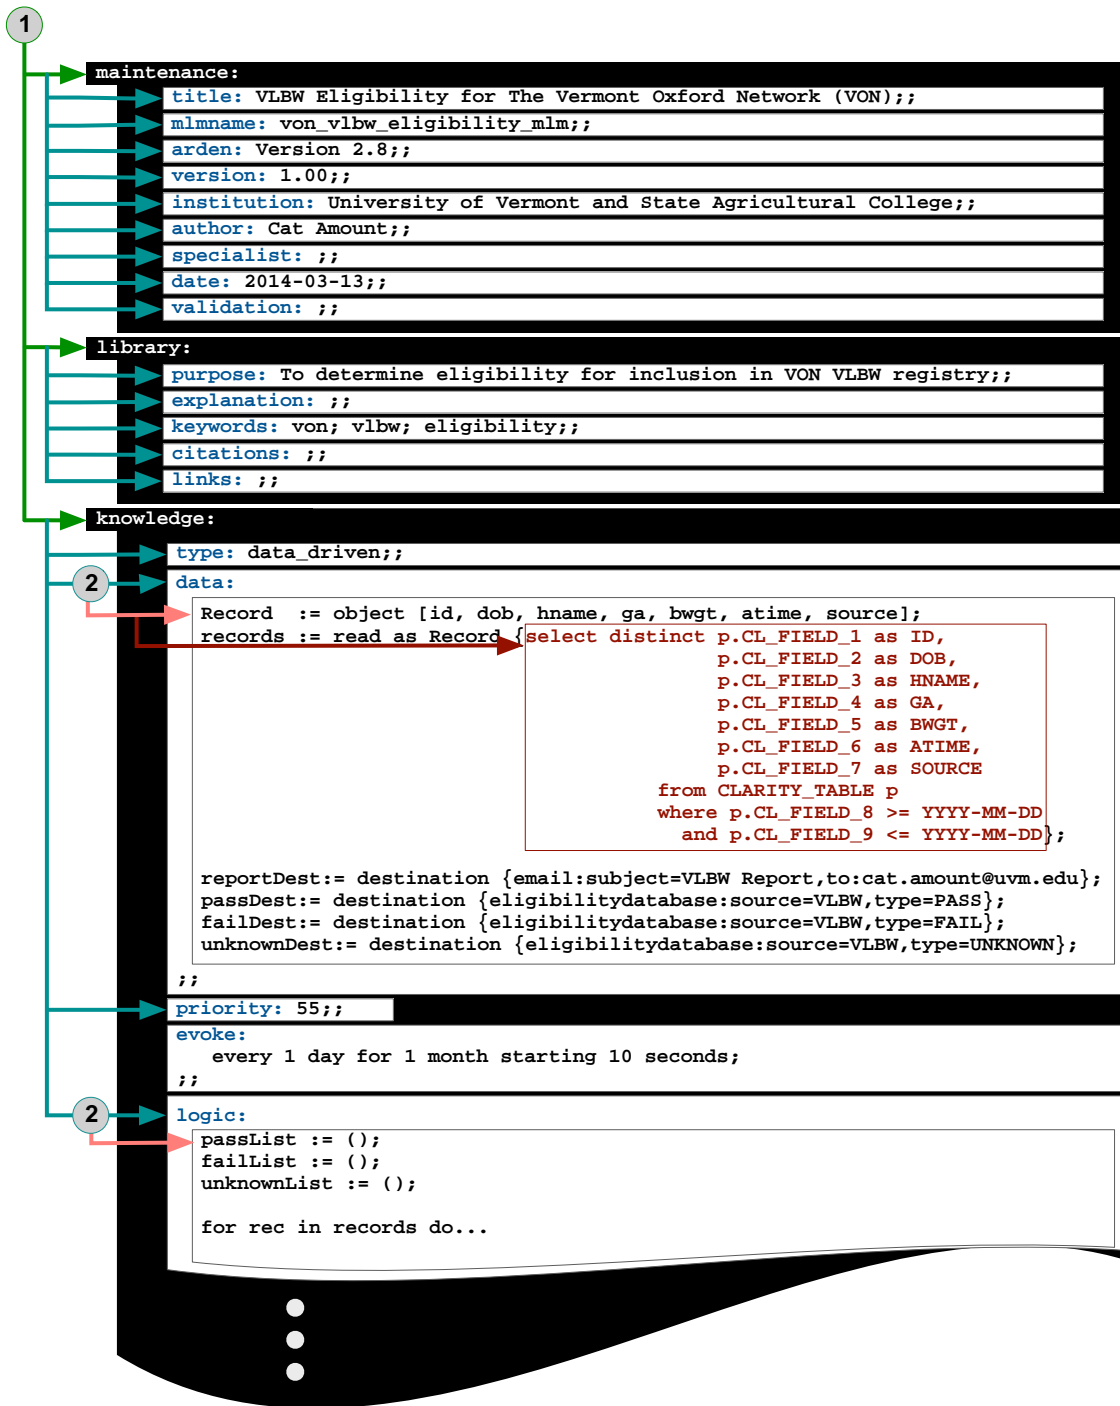 1
maintenance:
title: VLBW Eligibility for The Vermont Oxford Network (VON);;
mlmname: von_vlbw_eligibility_mlm;;
arden: Version 2.8;;
version: 1.00;;
institution: University of Vermont and State Agricultural College;;
author: Cat Amount;;
specialist: ;;
date: 2014-03-13;;
validation: ;;
library:
purpose: To determine eligibility for inclusion in VON VLBW registry;;
explanation: ;;
keywords: von; vlbw; eligibility;;
citations: ;;
links: ;;
knowledge:
type: data_driven;;
2 data:
Record := object [id, dob, hname, ga, bwgt, atime, source];
records := read as Record {select distinct p.CL_FIELD_1 as ID,
p.CL_FIELD_2 as DOB,
p.CL_FIELD_3 as HNAME,
p.CL_FIELD_4 as GA,
p.CL_FIELD_5 as BWGT,
p.CL_FIELD_6 as ATIME,
p.CL_FIELD_7 as SOURCE
from CLARITY_TABLE p
where p.CL_FIELD_8 >= YYYY-MM-DD
and p.CL_FIELD_9 <= YYYY-MM-DD};
reportDest:= destination {email:subject=VLBW Report,to:cat.amount@uvm.edu};
passDest:= destination {eligibilitydatabase:source=VLBW,type=PASS};
failDest:= destination {eligibilitydatabase:source=VLBW,type=FAIL};
unknownDest:= destination {eligibilitydatabase:source=VLBW,type=UNKNOWN};
;;
priority: 55;;
evoke:
every 1 day for 1 month starting 10 seconds;
;;
2 logic:
passList := ();
failList := ();
unknownList := ();
for rec in records do...